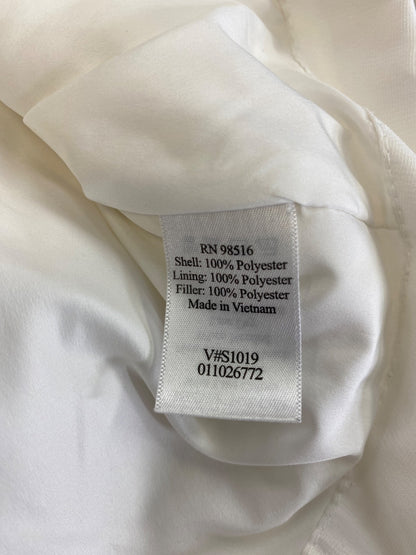 RN 98516
Shell: 100% Polyester
Lining: 100% Polyester
Filler: 100% Polyester
Made in Vietnam
V#S1019
011026772